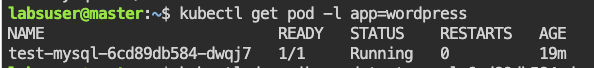 labsuser@master:~$ kubectl get pod -l app=wordpress
NAME READY STATUS RESTARTS AGE
test-mysql-6cd89db584-dwqj7 1/1 Running 0 19m